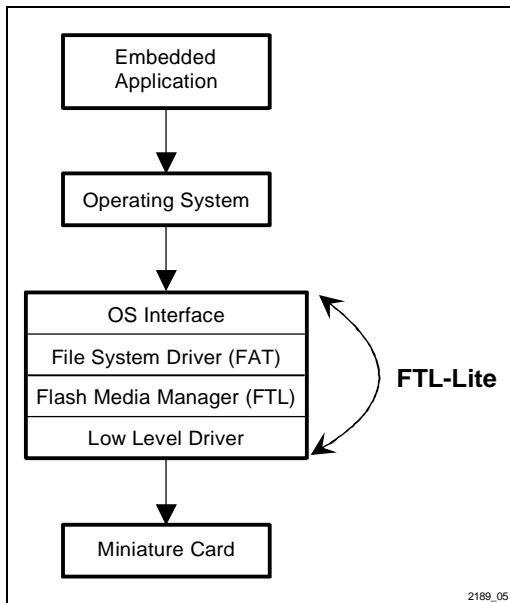 Embedded
Application
Operating System
OS Interface
File System Driver (FAT)
Flash Media Manager (FTL)
Low Level Driver
FTL-Lite
Miniature Card
2189_05